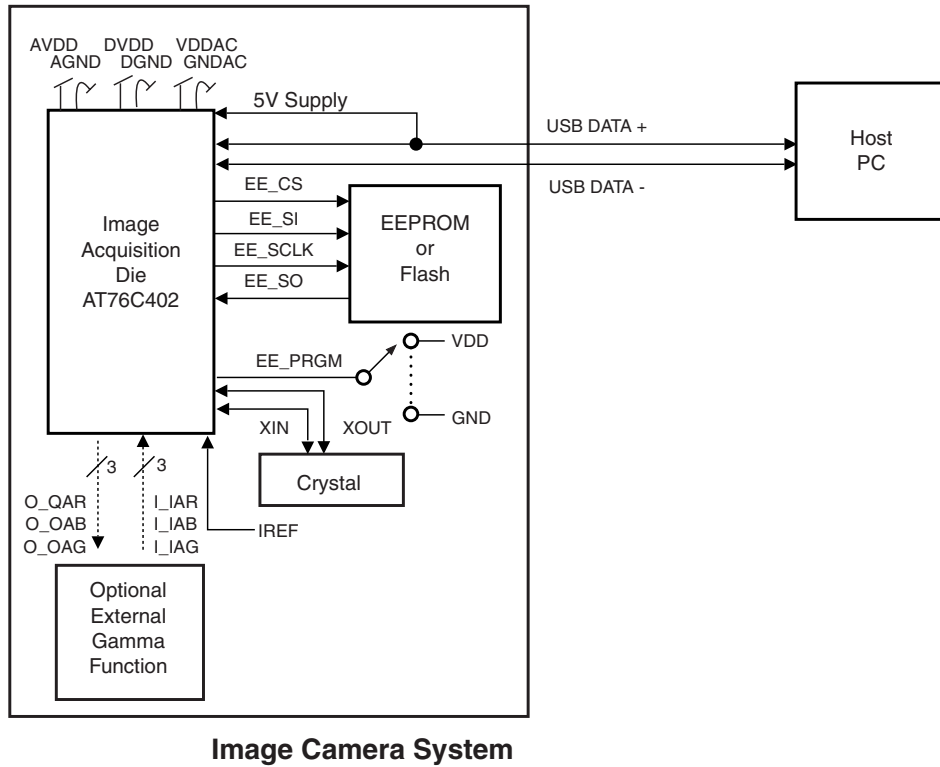 AVDD DVDD VDDAC
AGND DGND GNDAC
5V Supply
USB DATA +
USB DATA -
Host
PC
Image
Acquisition
Die
AT76C402
EE_CS
EE_SI
EE_SCLK
EE_SO
EEPROM
or
Flash
EE_PRGM
VDD
GND
XIN
XOUT
Crystal
IREF
3
3
O_QAR
O_OAB
O_OAG
I_IAR
I_IAB
I_IAG
Optional
External
Gamma
Function
Image Camera System